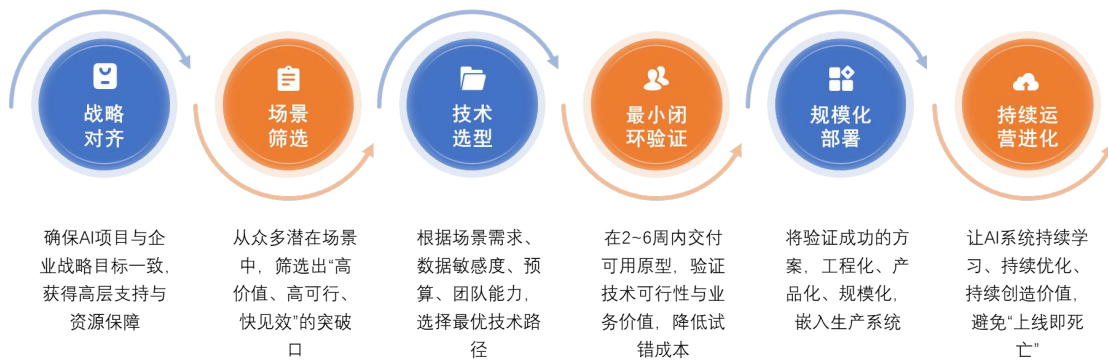 战略
对齐
场景
筛选
技术
选型
最小闭
环验证
规模化
部署
持续运
营进化
确保AI项目与企
业战略目标一致，
获得高层支持与
资源保障
从众多潜在场景
中，筛选出“高
价值、高可行、
快见效”的突破
口
根据场景需求、
数据敏感度、预
算、团队能力，
选择最优技术路
径
在2~6周内交付
可用原型，验证
技术可行性与业
务价值，降低试
错成本
将验证成功的方
案，工程化、产
品化、规模化，
嵌入生产系统
让AI系统持续学
习、持续优化、
持续创造价值，
避免“上线即死
亡”